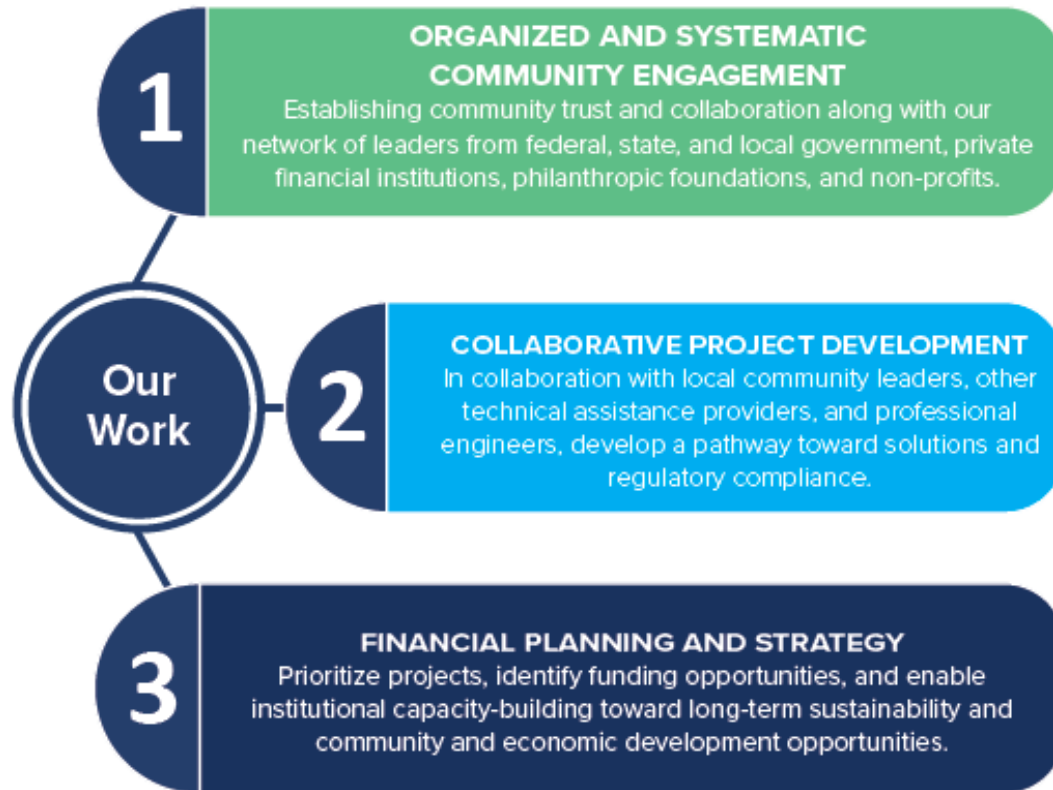 1
ORGANIZED AND SYSTEMATIC
COMMUNITY ENGAGEMENT
Establishing community trust and collaboration along with our
network of leaders from federal, state, and local government, private
financial institutions, philanthropic foundations, and non-profits.
Our
Work
2
COLLABORATIVE PROJECT DEVELOPMENT
In collaboration with local community leaders, other
technical assistance providers, and professional
engineers, develop a pathway toward solutions and
regulatory compliance.
3
FINANCIAL PLANNING AND STRATEGY
Prioritize projects, identify funding opportunities, and enable
institutional capacity-building toward long-term sustainability and
community and economic development opportunities.